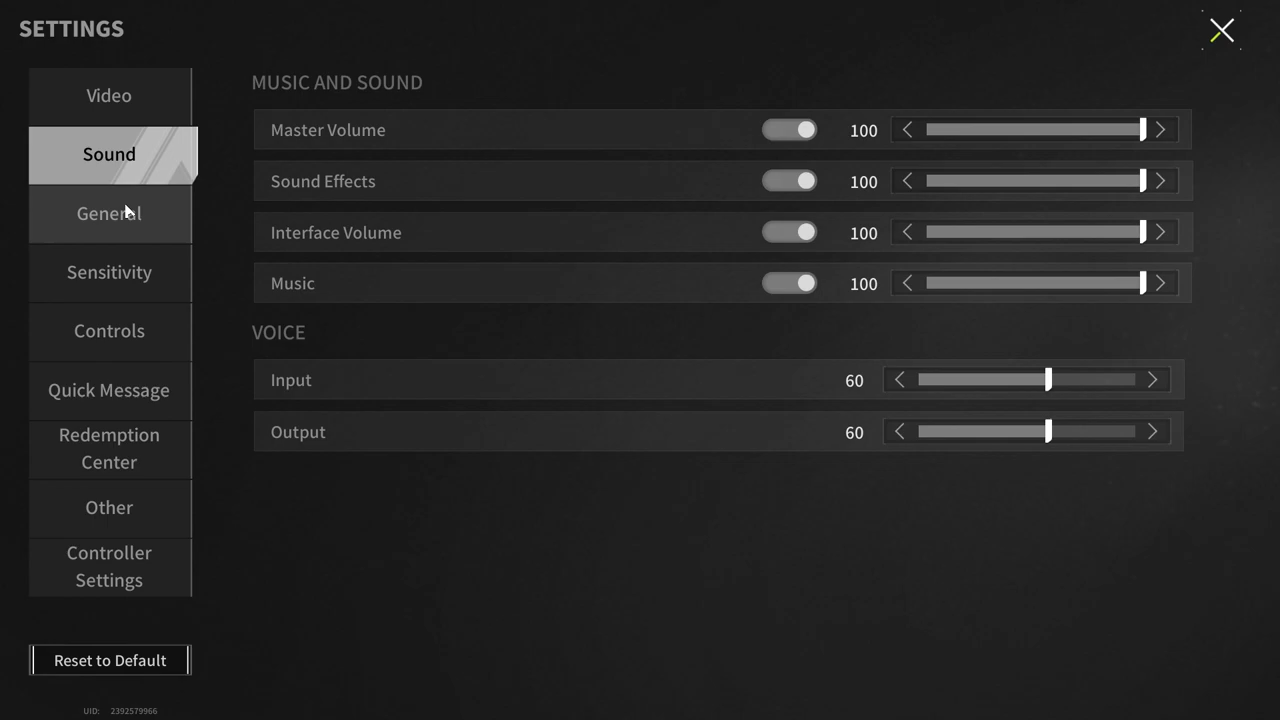 SETTINGS
Video
Sound
General
Sensitivity
Controls
Quick Message
Redemption
Center
Other
Controller
Settings
Reset to Default
UID: 2392579966
MUSIC AND SOUND
Master Volume 100
Sound Effects 100
Interface Volume 100
Music 100
VOICE
Input 60
Output 60